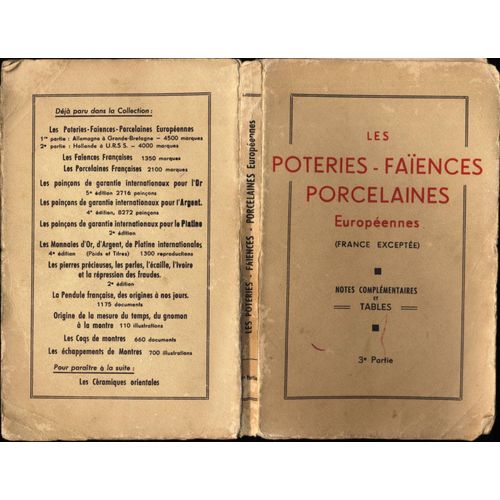 Déjà paru dans la Collection :
Les Poteries-Faïences-Porcelaines Européennes
1re partie : Allemagne à Grande-Bretagne - 4500 marques
2e partie : Hollande à U.R.S S. - 4000 marques
Les Faïences Françaises 1350 marques
Les Porcelaines Françaises 2100 marques
Les poinçons de garantie internationaux pour l'Or
5e édition 2716 poinçons
Les poinçons de garantie internationaux pour l'Argent.
4e édition, 8272 poinçons
Les poinçons de garantie internationaux pour le Platine
2e édition
Les Monnaies d'Or, d'Argent, de Platine internationales
4e édition (Poids et Titres) 1300 reproductions
Les pierres précieuses, les perles, l'écaille, l'ivoire
et la répression des fraudes.
2e édition
La Pendule française, des origines à nos jours.
1175 documents
Origine de la mesure du temps, du gnomon
à la montre 110 illustrations
Les Coqs de montres 660 documents
Les échappements de Montres 700 illustrations
Pour paraître à la suite :
Les Céramiques orientales
LES POTERIES - FAÏENCES - PORCELAINES Européennes
Partie
LES
POTERIES - FAÏENCES
PORCELAINES
Européennes
(FRANCE EXCEPTÉE)
NOTES COMPLÉMENTAIRES
ET
TABLES
3e Partie